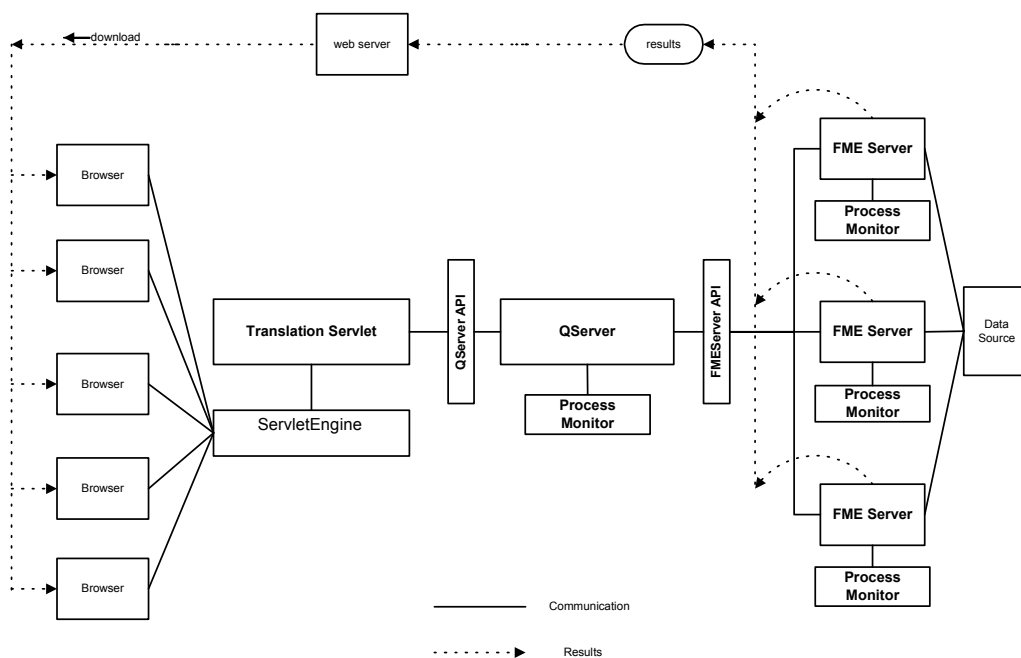 download
web server
results
Browser
Browser
Browser
Browser
Browser
Translation Servlet
ServletEngine
QServer API
QServer
Process
Monitor
FMEServer API
FME Server
Process
Monitor
FME Server
Process
Monitor
FME Server
Process
Monitor
Data
Source
Communication
Results